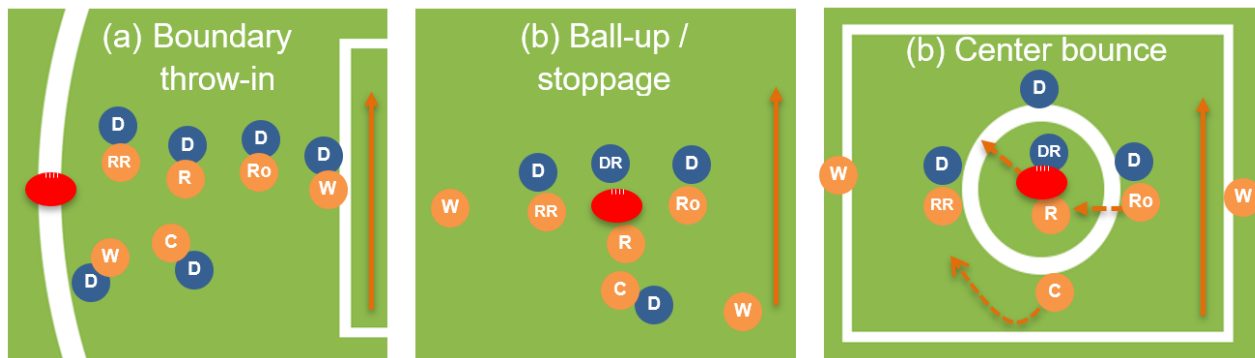 (a) Boundary
throw-in
D
D
D
D
RR
R
Ro
W
W
C
D
D
(b) Ball-up /
stoppage
D
DR
D
W
RR
Ro
R
C
D
W
(b) Center bounce
D
D
DR
D
W
RR
R
Ro
W
C